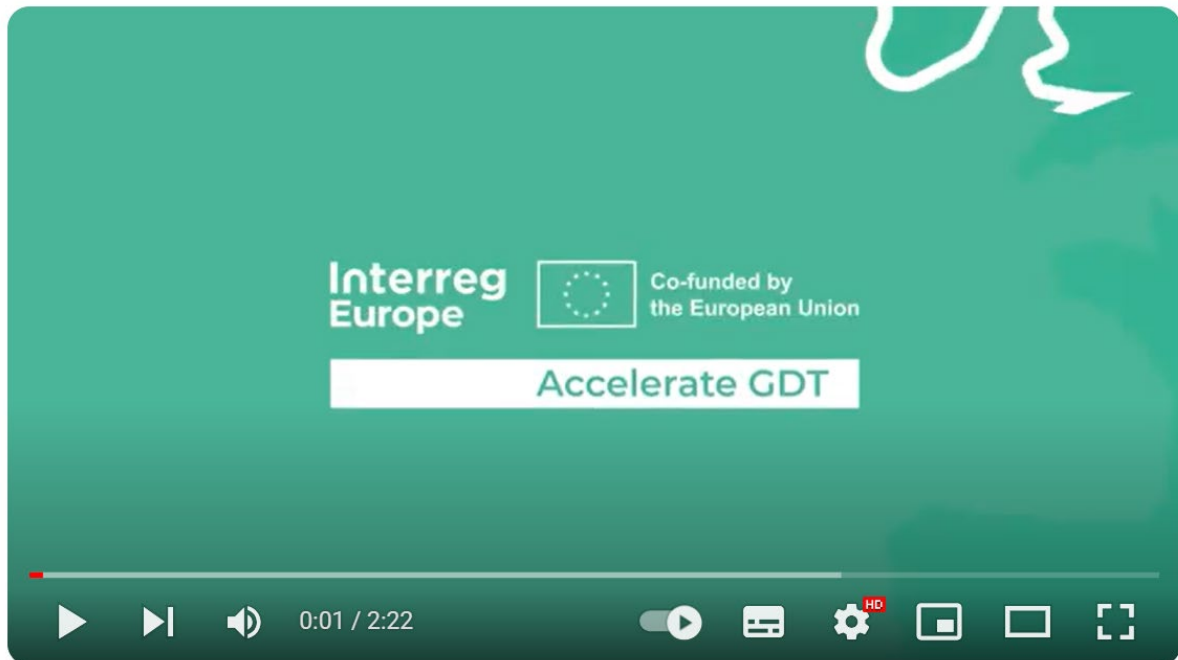 Interreg
Europe
Co-funded by
the European Union
Accelerate GDT
0:01 / 2:22
HD